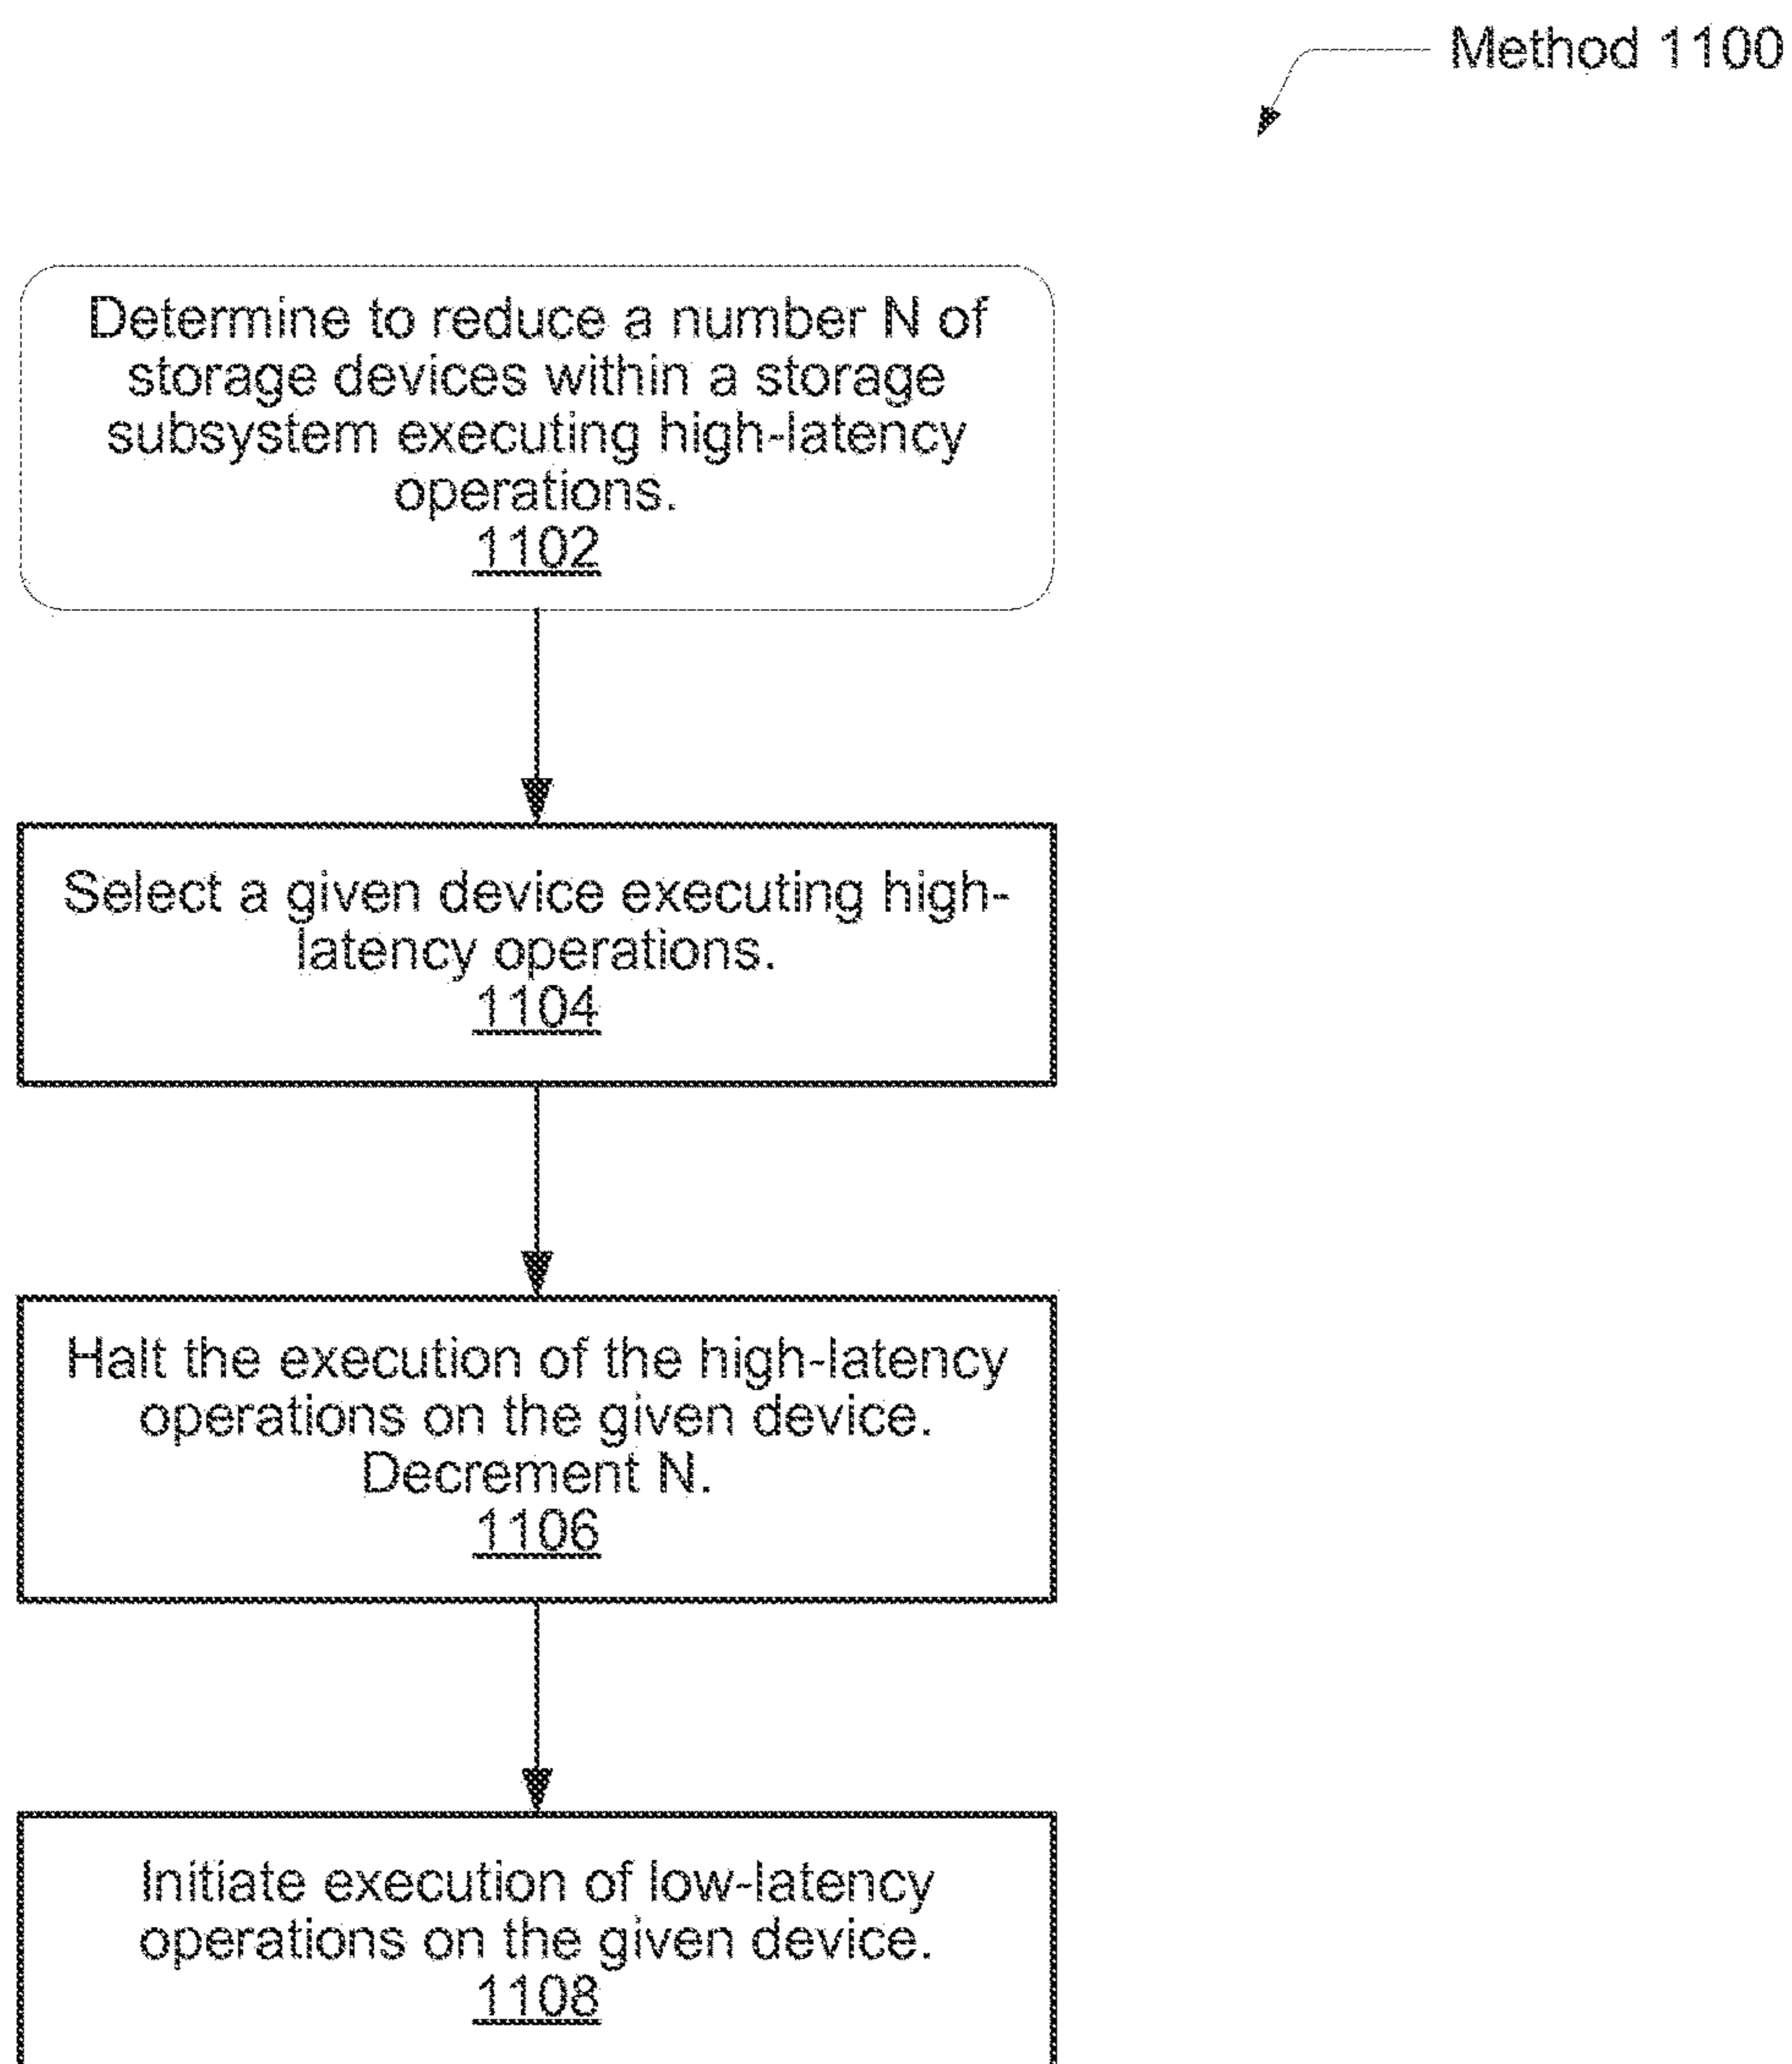 Method 1100
Determine to reduce a number N of
storage devices within a storage
subsystem executing high-latency
operations.
1102
Select a given device executing high-
latency operations.
1104
Halt the execution of the high-latency
operations on the given device.
Decrement N.
1106
Initiate execution of low-latency
operations on the given device.
1108